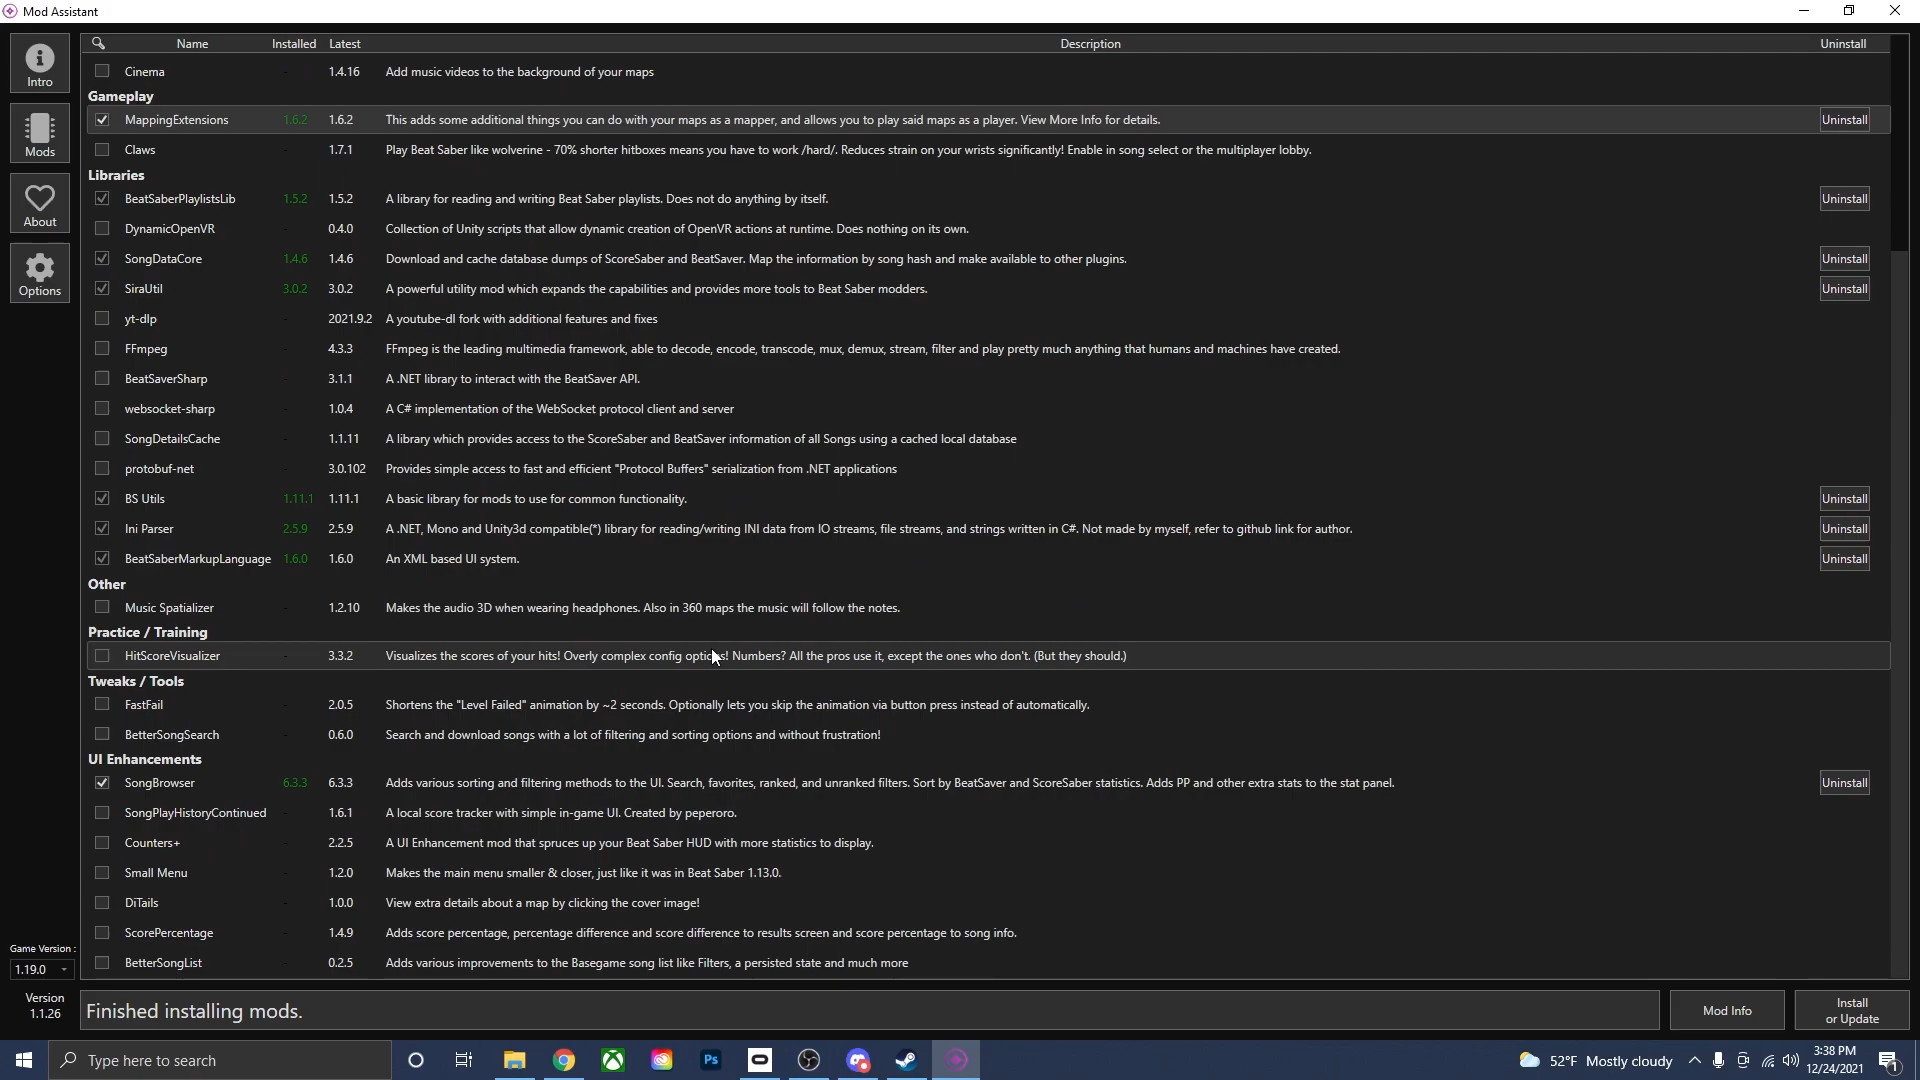 Mod Assistant
Intro
Mods
About
Options
Name Installed Latest Description Uninstall
Cinema - 1.4.16 Add music videos to the background of your maps
Gameplay
MappingExtensions 1.6.2 1.6.2 This adds some additional things you can do with your maps as a mapper, and allows you to play said maps as a player. View More Info for details. Uninstall
Claws - 1.7.1 Play Beat Saber like wolverine - 70% shorter hitboxes means you have to work /hard/. Reduces strain on your wrists significantly! Enable in song select or the multiplayer lobby.
Libraries
BeatSaberPlaylistsLib 1.5.2 1.5.2 A library for reading and writing Beat Saber playlists. Does not do anything by itself. Uninstall
DynamicOpenVR - 0.4.0 Collection of Unity scripts that allow dynamic creation of OpenVR actions at runtime. Does nothing on its own.
SongDataCore 1.4.6 1.4.6 Download and cache database dumps of ScoreSaber and BeatSaver. Map the information by song hash and make available to other plugins. Uninstall
SiraUtil 3.0.2 3.0.2 A powerful utility mod which expands the capabilities and provides more tools to Beat Saber modders. Uninstall
yt-dlp - 2021.9.2 A youtube-dl fork with additional features and fixes
FFmpeg - 4.3.3 FFmpeg is the leading multimedia framework, able to decode, encode, transcode, mux, demux, stream, filter and play pretty much anything that humans and machines have created.
BeatSaverSharp - 3.1.1 A .NET library to interact with the BeatSaver API.
websocket-sharp - 1.0.4 A C# implementation of the WebSocket protocol client and server
SongDetailsCache - 1.1.11 A library which provides access to the ScoreSaber and BeatSaver information of all Songs using a cached local database
protobuf-net - 3.0.102 Provides simple access to fast and efficient "Protocol Buffers" serialization from .NET applications
BS Utils 1.11.1 1.11.1 A basic library for mods to use for common functionality. Uninstall
Ini Parser 2.5.9 2.5.9 A .NET, Mono and Unity3d compatible(*) library for reading/writing INI data from IO streams, file streams, and strings written in C#. Not made by myself, refer to github link for author. Uninstall
BeatSaberMarkupLanguage 1.6.0 1.6.0 An XML based UI system. Uninstall
Other
Music Spatializer - 1.2.10 Makes the audio 3D when wearing headphones. Also in 360 maps the music will follow the notes.
Practice / Training
HitScoreVisualizer - 3.3.2 Visualizes the scores of your hits! Overly complex config options! Numbers? All the pros use it, except the ones who don't. (But they should.)
Tweaks / Tools
FastFail - 2.0.5 Shortens the "Level Failed" animation by ~2 seconds. Optionally lets you skip the animation via button press instead of automatically.
BetterSongSearch - 0.6.0 Search and download songs with a lot of filtering and sorting options and without frustration!
UI Enhancements
SongBrowser 6.3.3 6.3.3 Adds various sorting and filtering methods to the UI. Search, favorites, ranked, and unranked filters. Sort by BeatSaver and ScoreSaber statistics. Adds PP and other extra stats to the stat panel. Uninstall
SongPlayHistoryContinued - 1.6.1 A local score tracker with simple in-game UI. Created by peperoro.
Counters+ - 2.2.5 A UI Enhancement mod that spruces up your Beat Saber HUD with more statistics to display.
Small Menu - 1.2.0 Makes the main menu smaller & closer, just like it was in Beat Saber 1.13.0.
DiTails - 1.0.0 View extra details about a map by clicking the cover image!
ScorePercentage - 1.4.9 Adds score percentage, percentage difference and score difference to results screen and score percentage to song info.
BetterSongList - 0.2.5 Adds various improvements to the Basegame song list like Filters, a persisted state and much more
Game Version :
1.19.0
Version
1.1.26
Finished installing mods.
Mod Info
Install
or Update
Type here to search
Ps
52°F Mostly cloudy
3:38 PM
12/24/2021
1